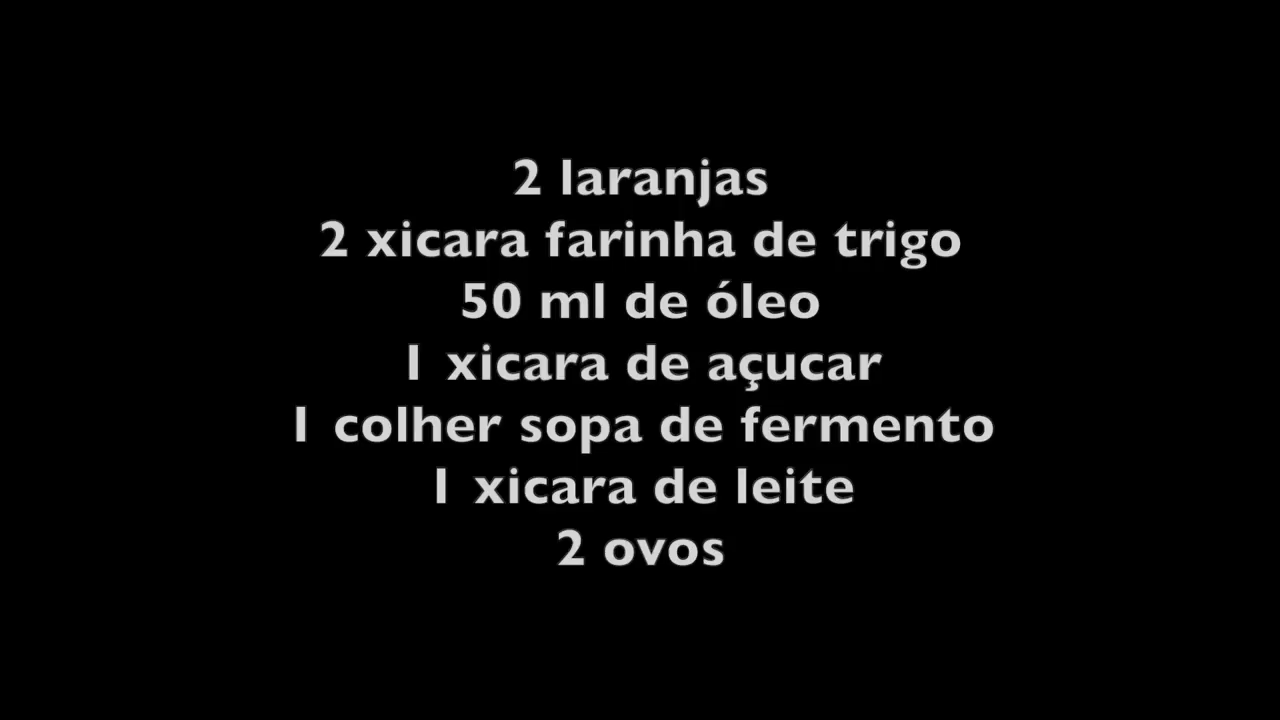 2 laranjas
2 xicara farinha de trigo
50 ml de óleo
1 xicara de açucar
1 colher sopa de fermento
1 xicara de leite
2 ovos